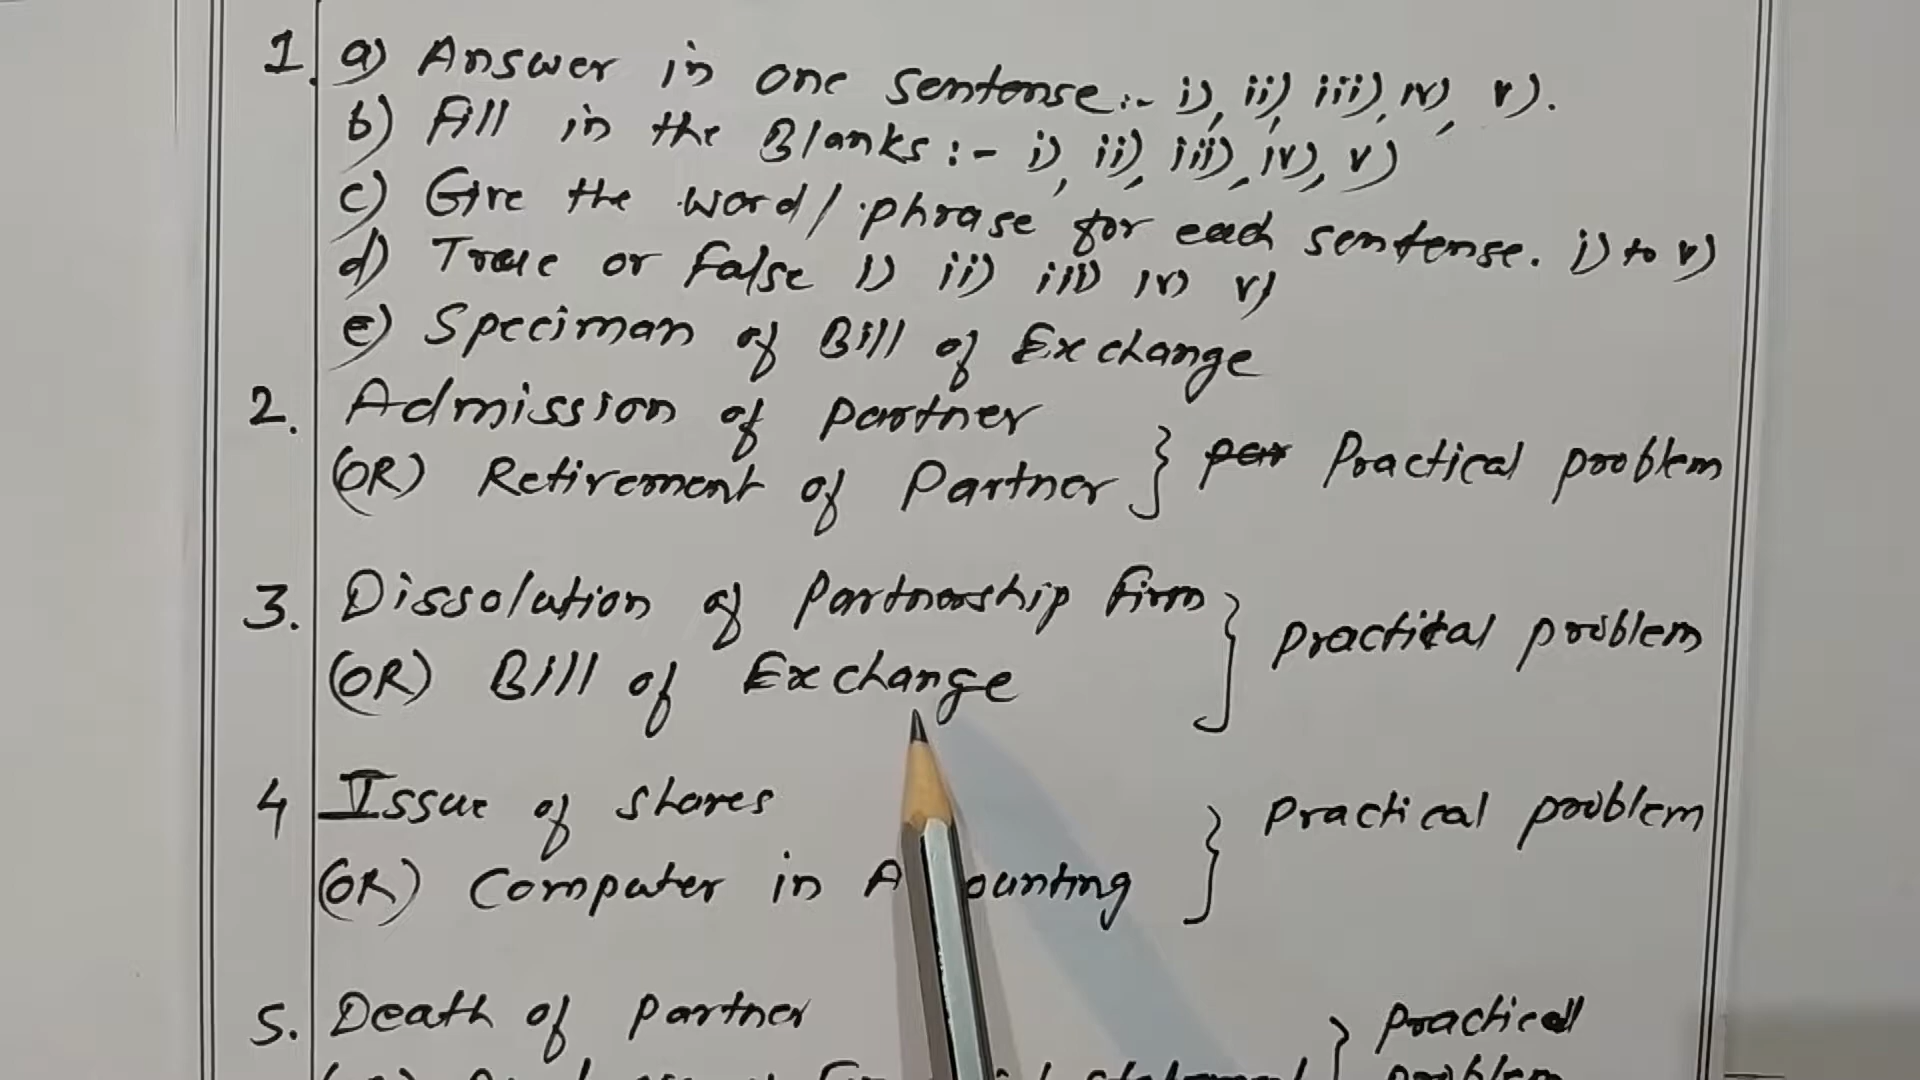 1. a) Answer in one sentense:- i), ii), iii), iv), v).
b) Fill in the Blanks:- i), ii), iii), iv), v)
c) Give the word/phrase for each sentense. i) to v)
d) True or False i) ii) iii) iv) v)
e) Speciman of Bill of Exchange
2. Admission of partner
(OR) Retirement of Partner } Practical problem
3. Dissolution of Partnership firm
(OR) Bill of Exchange } practical problem
4 Issue of shares
(OR) Computer in A ounting } Practical problem
5. Death of partner } practical
statement problem